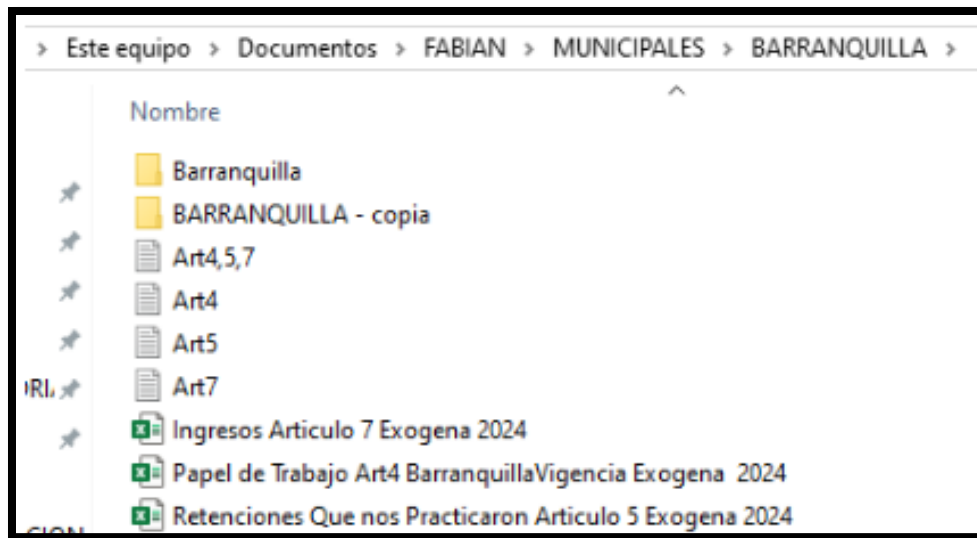 > Este equipo > Documentos > FABIAN > MUNICIPALES > BARRANQUILLA >
Nombre
Barranquilla
BARRANQUILLA - copia
Art4,5,7
Art4
Art5
Art7
Ingresos Articulo 7 Exogena 2024
Papel de Trabajo Art4 BarranquillaVigencia Exogena  2024
Retenciones Que nos Practicaron Articulo 5 Exogena 2024